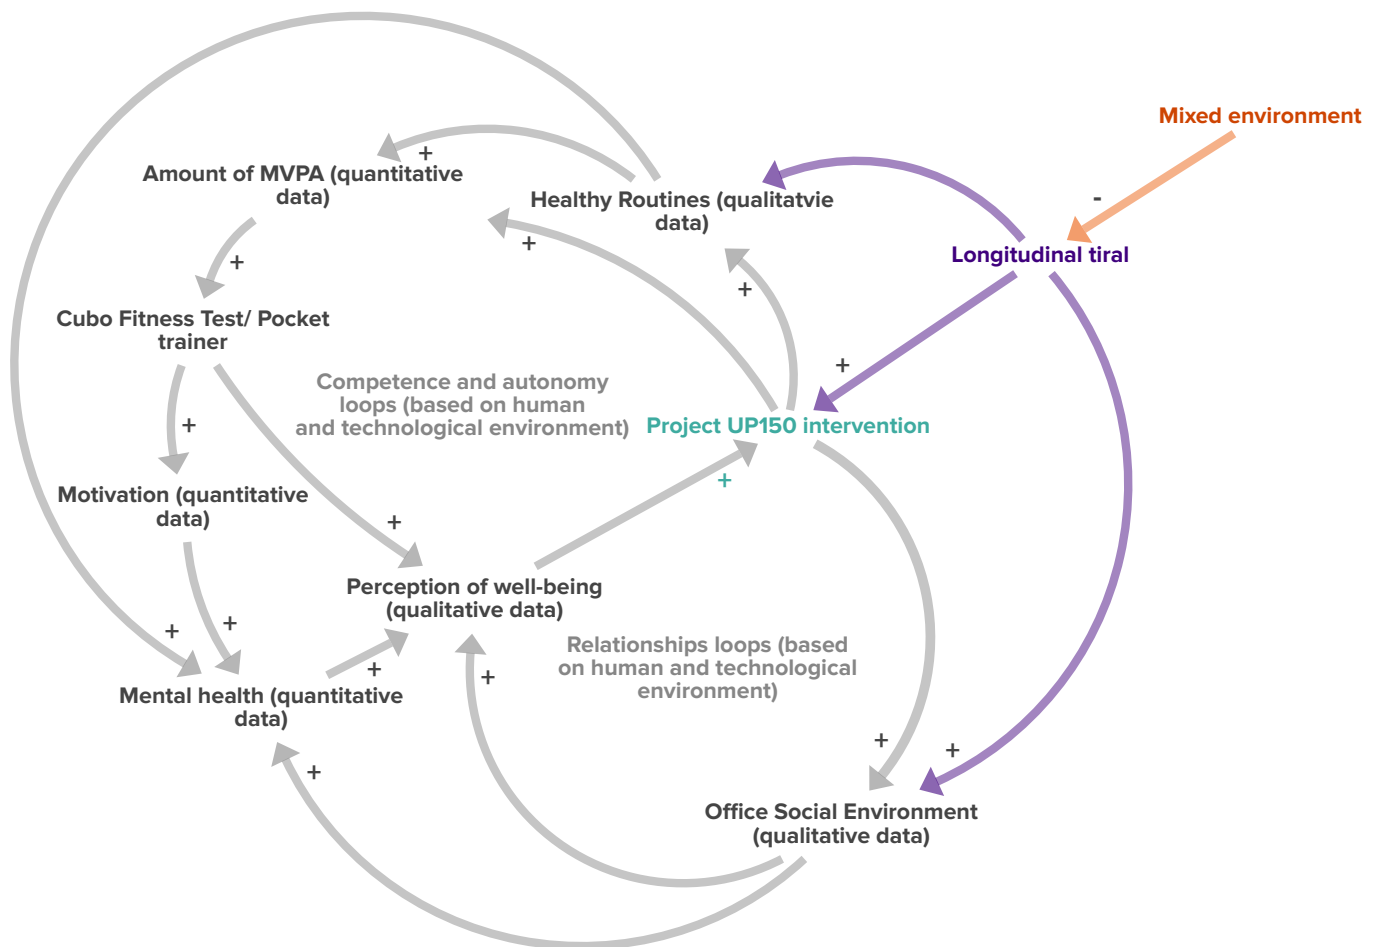 Mixed environment
-
+
Amount of MVPA (quantitative
data)
Healthy Routines (qualitatvie
data)
+
Longitudinal tiral
+
+
Cubo Fitness Test/ Pocket
trainer
+
Competence and autonomy
loops (based on human
and technological environment)
+
Project UP150 intervention
+
+
Motivation (quantitative
data)
+
Perception of well-being
(qualitative data)
+
+
Relationships loops (based
on human and technological
environment)
+
+
Mental health (quantitative
data)
+
+
+
Office Social Environment
(qualitative data)